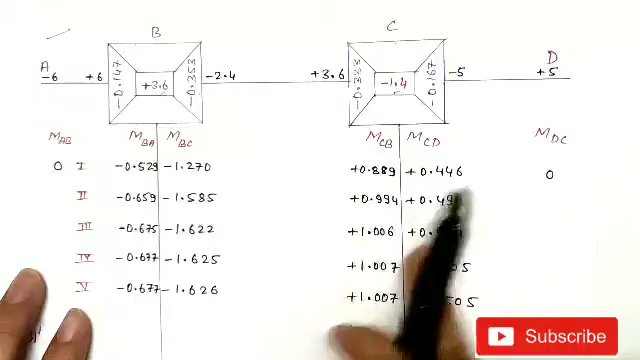 B C
A D
-6 +6 -0.147 +3.6 -0.353 -2.4 +3.6 -0.333 -1.4 -0.167 -5 +5
MAB MBA MBC MCB MCD MDC
0 I -0.529 -1.270 +0.889 +0.446 0
II -0.659 -1.585 +0.994
III -0.675 -1.622 +1.006
IV -0.677 -1.625 +1.007
V -0.677 -1.626 +1.007
Subscribe